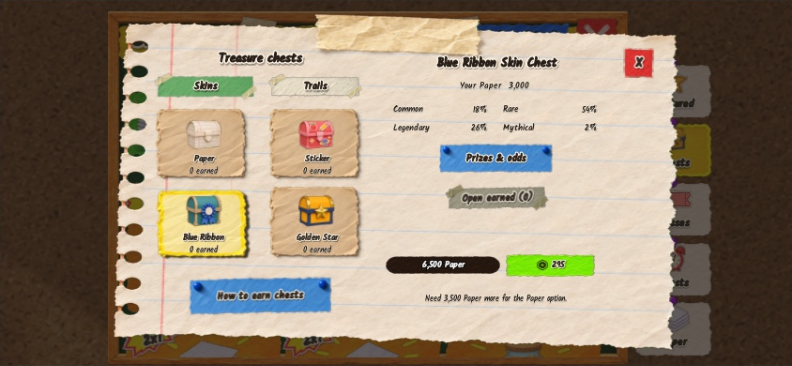 Treasure chests
Skins
Trails
Paper
0 earned
Sticker
0 earned
Blue Ribbon
0 earned
Golden Star
0 earned
How to earn chests
Blue Ribbon Skin Chest
X
Your Paper 3,000
Common 18% Rare 54%
Legendary 26% Mythical 2%
Prizes & odds
Open earned (0)
6,500 Paper
295
Need 3,500 Paper more for the Paper option.
2x1
2x1